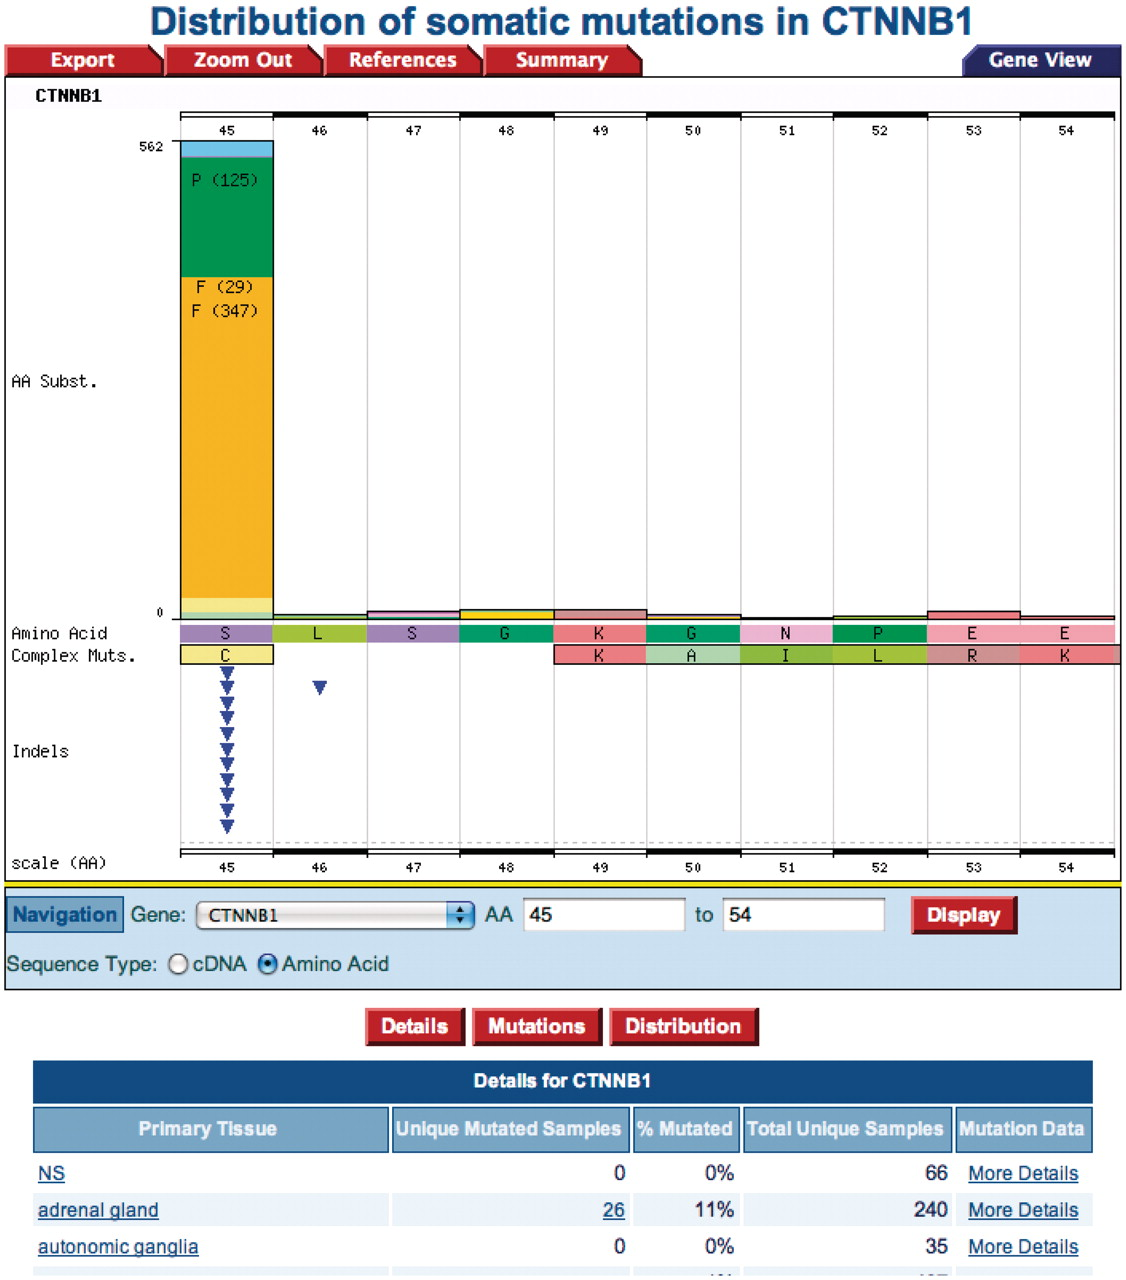 Distribution of somatic mutations in CTNNB1
Export Zoom Out References Summary Gene View
CTNNB1
45 46 47 48 49 50 51 52 53 54
562
P (125)
F (29)
F (347)
AA Subst.
0
Amino Acid S L S G K G N P E E
Complex Muts. C K A I L R K
Indels
scale (AA) 45 46 47 48 49 50 51 52 53 54
Navigation Gene: CTNNB1 AA 45 to 54 Display
Sequence Type: cDNA Amino Acid
Details Mutations Distribution
Details for CTNNB1
Primary Tissue Unique Mutated Samples % Mutated Total Unique Samples Mutation Data
NS 0 0% 66 More Details
adrenal gland 26 11% 240 More Details
autonomic ganglia 0 0% 35 More Details